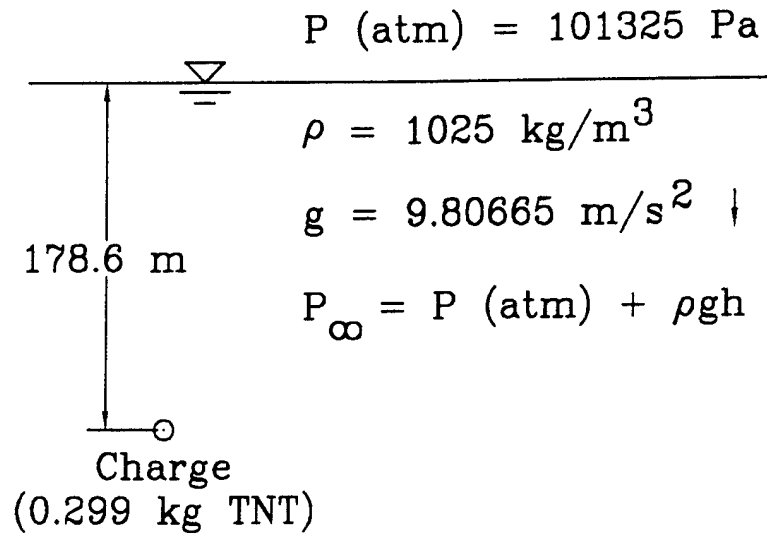 P (atm) = 101325 Pa
ρ = 1025 kg/m³
g = 9.80665 m/s² ↓
178.6 m
P∞ = P (atm) + ρgh
Charge
(0.299 kg TNT)